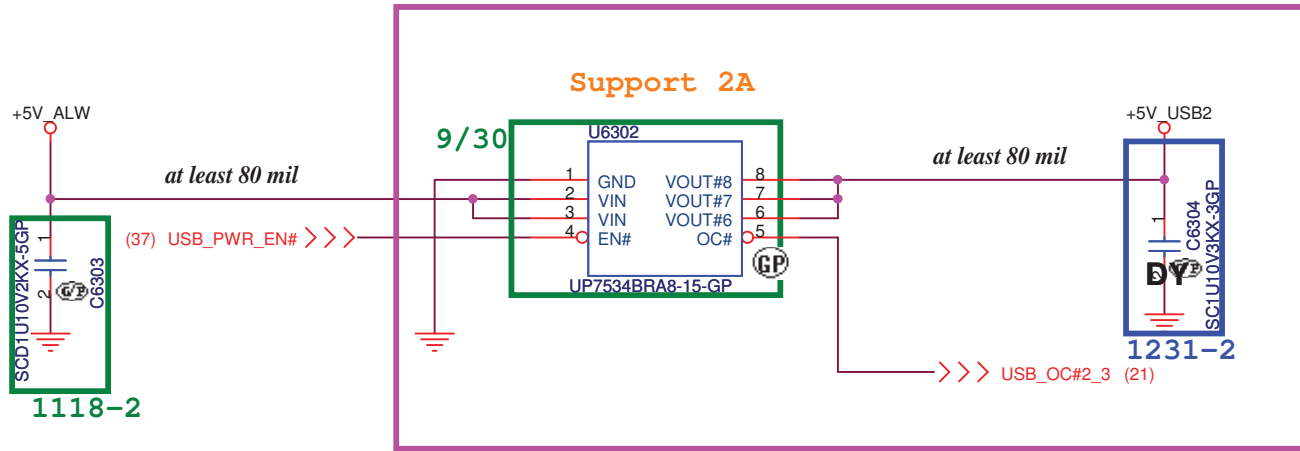 Support 2A
+5V_ALW
+5V_USB2
9/30
U6302
at least 80 mil
at least 80 mil
1 GND VOUT#8 8
2 VIN VOUT#7 7
3 VIN VOUT#6 6
4 EN# OC# 5
(37) USB_PWR_EN#
GP
UP7534BRA8-15-GP
SCD1U10V2KX-5GP
1
2
G/P
C6303
1118-2
1
2
C6304
SC1U10V3KX-3GP
DY
G/P
1231-2
USB_OC#2_3 (21)